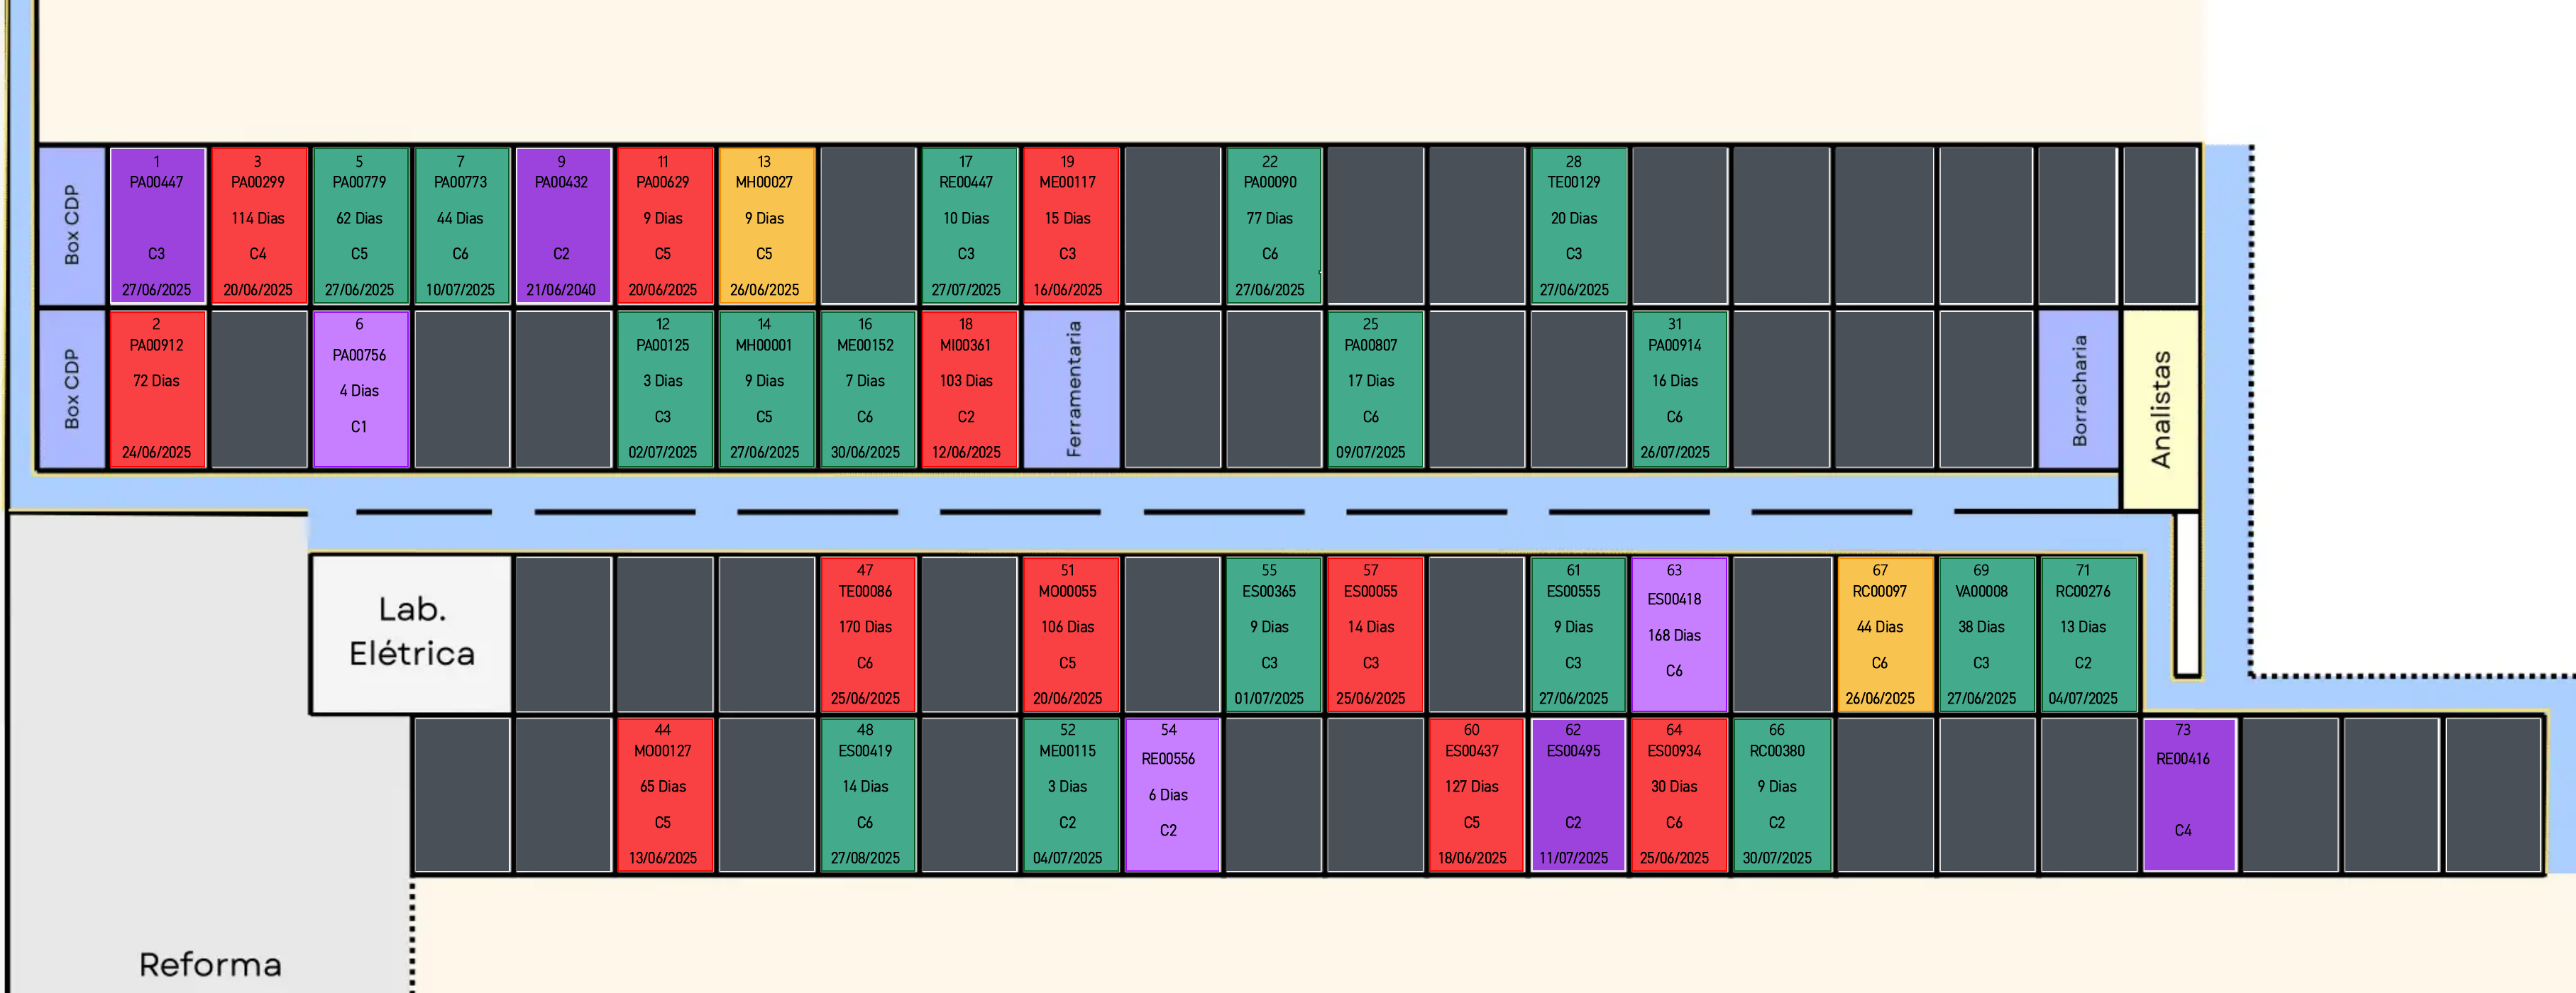 Box CDP
1
PA00447
C3
27/06/2025
3
PA00299
114 Dias
C4
20/06/2025
5
PA00779
62 Dias
C5
27/06/2025
7
PA00773
44 Dias
C6
10/07/2025
9
PA00432
C2
21/06/2040
11
PA00629
9 Dias
C5
20/06/2025
13
MH00027
9 Dias
C5
26/06/2025
17
RE00447
10 Dias
C3
27/07/2025
19
ME00117
15 Dias
C3
16/06/2025
22
PA00090
77 Dias
C6
27/06/2025
28
TE00129
20 Dias
C3
27/06/2025
Box CDP
2
PA00912
72 Dias
24/06/2025
6
PA00756
4 Dias
C1
12
PA00125
3 Dias
C3
02/07/2025
14
MH00001
9 Dias
C5
27/06/2025
16
ME00152
7 Dias
C6
30/06/2025
18
MI00361
103 Dias
C2
12/06/2025
Ferramentaria
25
PA00807
17 Dias
C6
09/07/2025
31
PA00914
16 Dias
C6
26/07/2025
Borracharia
Analistas
Lab.
Elétrica
47
TE00086
170 Dias
C6
25/06/2025
51
MO00055
106 Dias
C5
20/06/2025
55
ES00365
9 Dias
C3
01/07/2025
57
ES00055
14 Dias
C3
25/06/2025
61
ES00555
9 Dias
C3
27/06/2025
63
ES00418
168 Dias
C6
67
RC00097
44 Dias
C6
26/06/2025
69
VA00008
38 Dias
C3
27/06/2025
71
RC00276
13 Dias
C2
04/07/2025
44
MO00127
65 Dias
C5
13/06/2025
48
ES00419
14 Dias
C6
27/08/2025
52
ME00115
3 Dias
C2
04/07/2025
54
RE00556
6 Dias
C2
60
ES00437
127 Dias
C5
18/06/2025
62
ES00495
C2
11/07/2025
64
ES00934
30 Dias
C6
25/06/2025
66
RC00380
9 Dias
C2
30/07/2025
73
RE00416
C4
Reforma